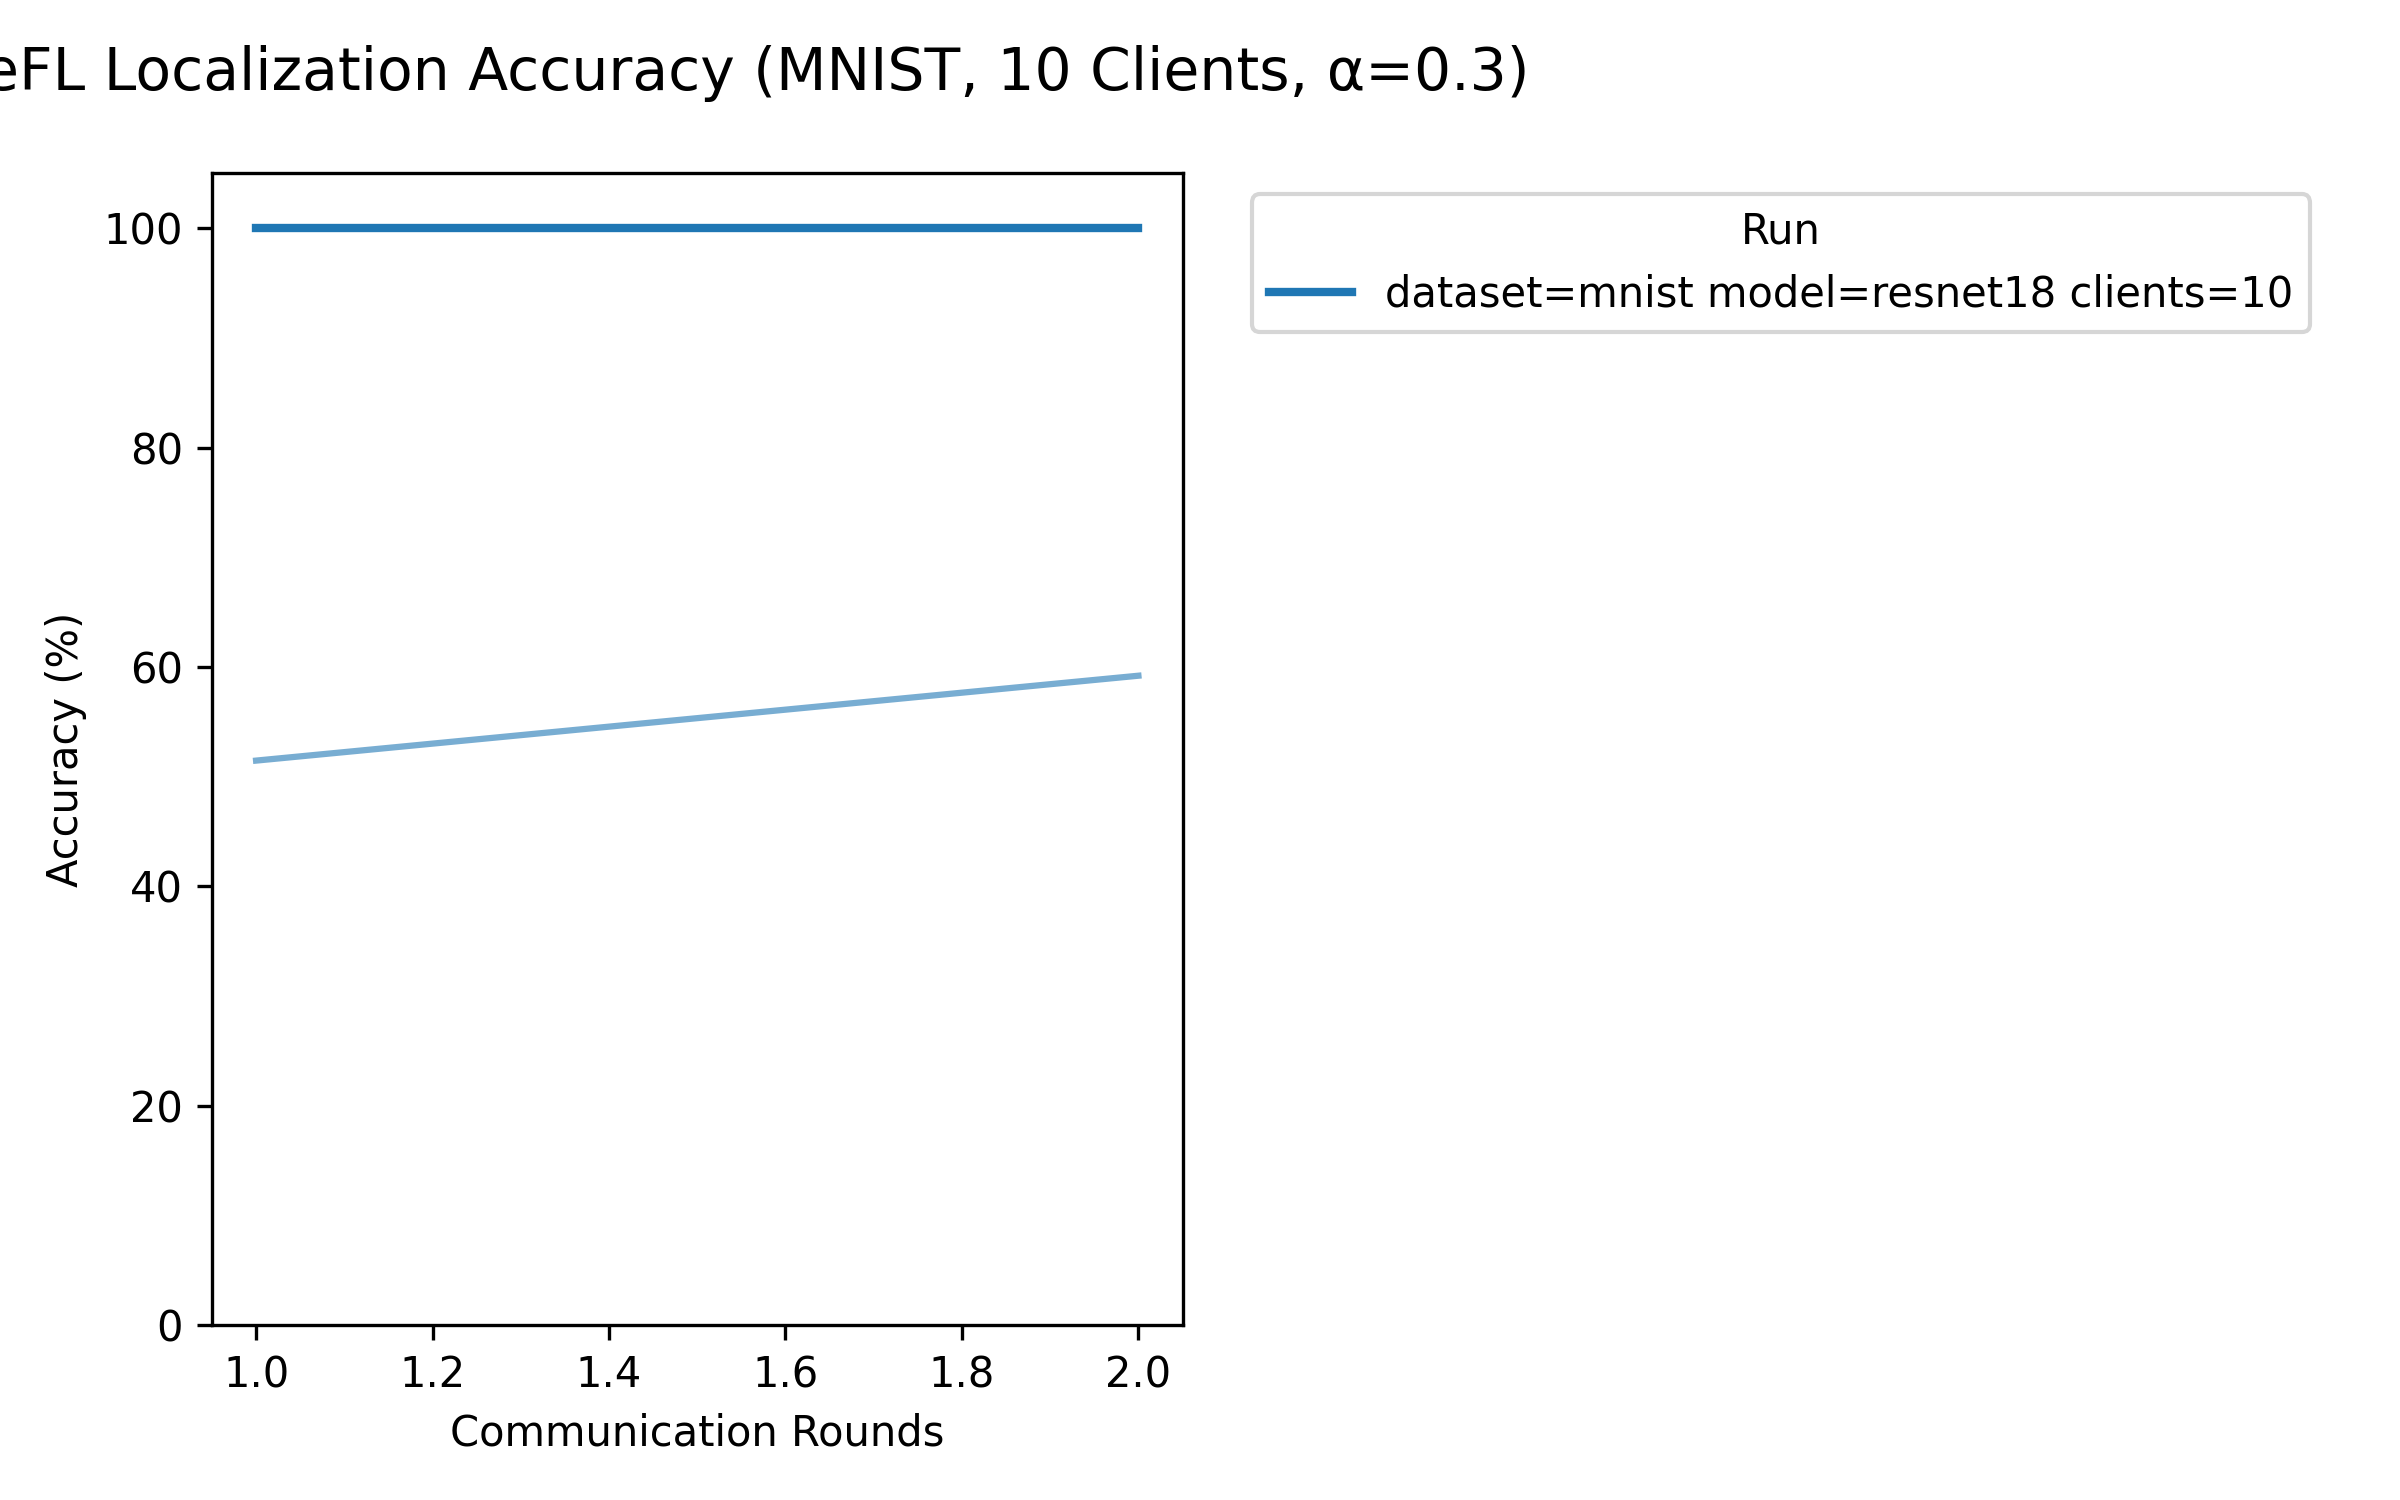 eFL Localization Accuracy (MNIST, 10 Clients, α=0.3)
Run
dataset=mnist model=resnet18 clients=10
Accuracy (%)
100
80
60
40
20
0
1.0 1.2 1.4 1.6 1.8 2.0
Communication Rounds